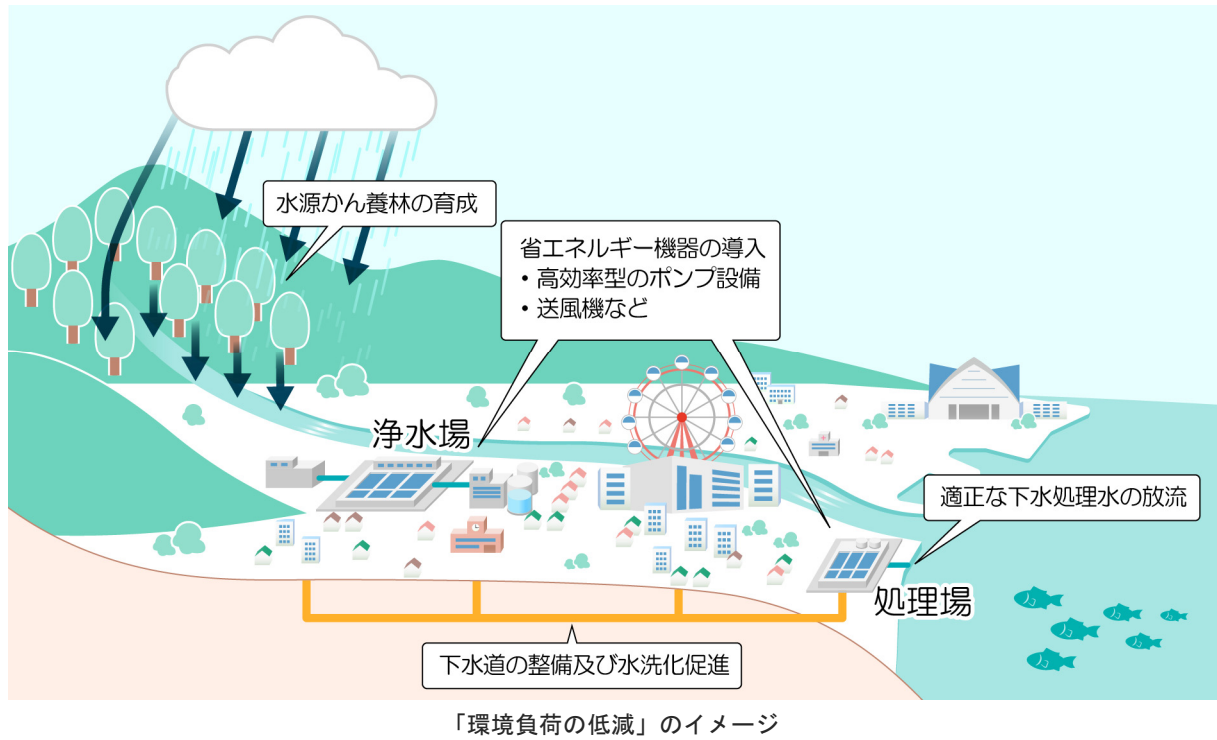 水源かん養林の育成
省エネルギー機器の導入
・高効率型のポンプ設備
・送風機など
浄水場
適正な下水処理水の放流
処理場
下水道の整備及び水洗化促進
「環境負荷の低減」のイメージ